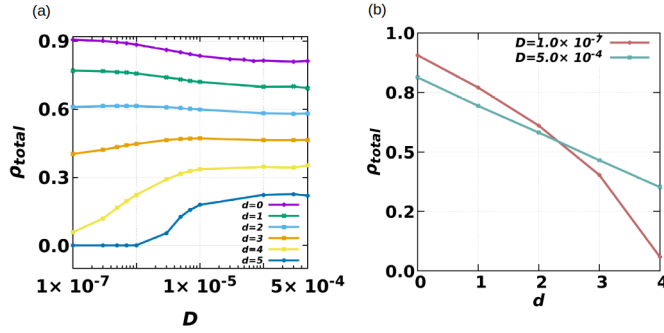 (a)
0.9
0.6
0.3
0.0
ρtotal
d=0
d=1
d=2
d=3
d=4
d=5
1× 10⁻⁷ 1× 10⁻⁵ 5× 10⁻⁴
D
(b)
D=1.0× 10⁻⁷
D=5.0× 10⁻⁴
1.0
0.8
0.5
0.2
0.0
ρtotal
0 1 2 3 4
d